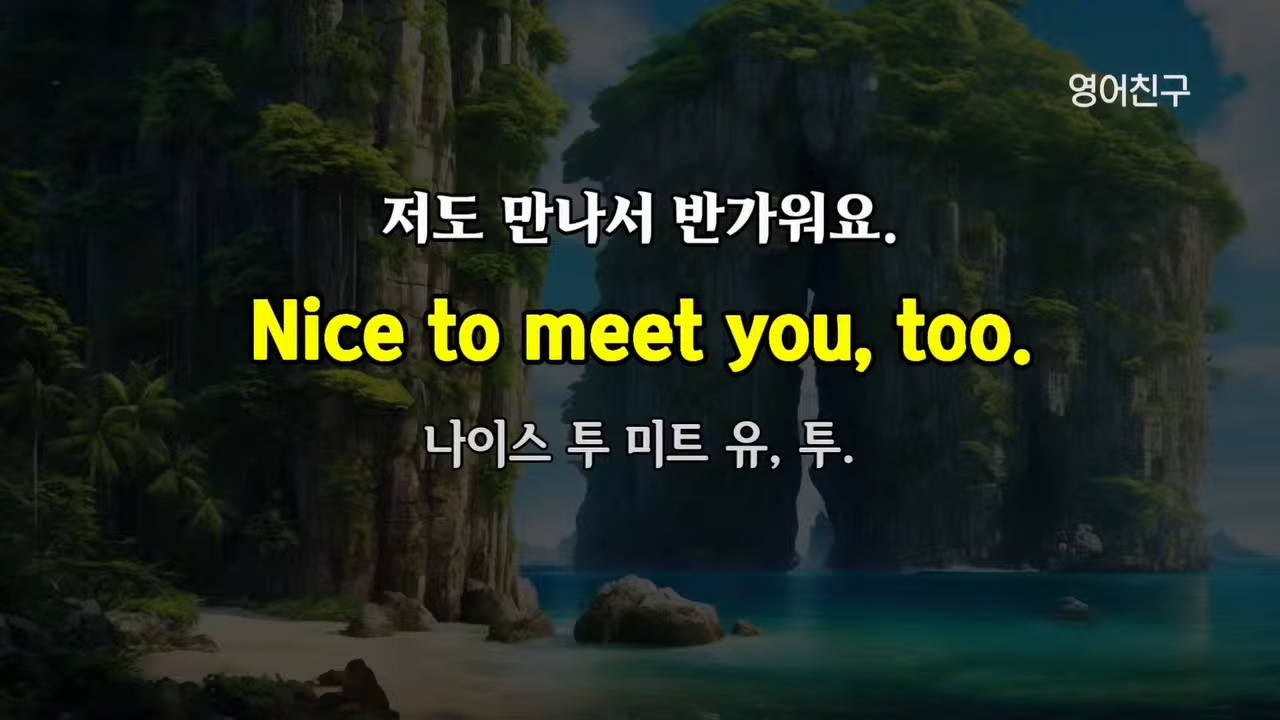 영어친구
저도 만나서 반가워요.
Nice to meet you, too.
나이스 투 미트 유, 투.